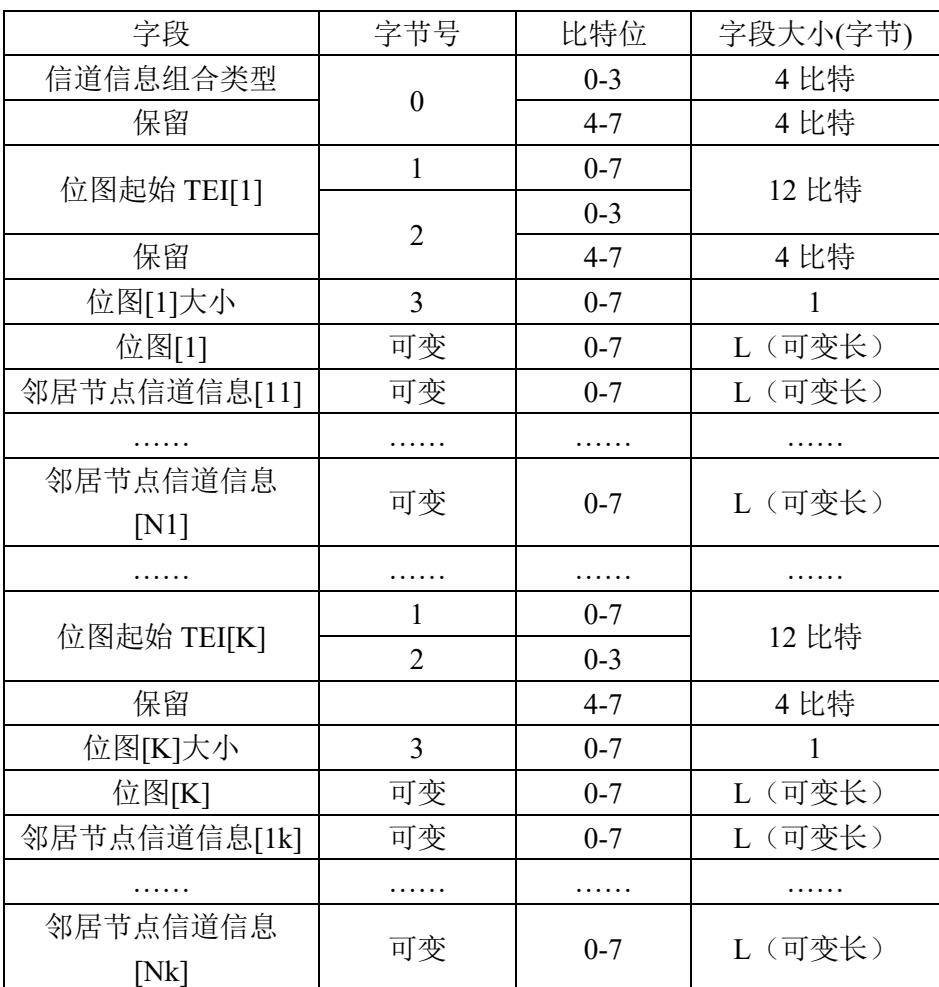 字段 字节号 比特位 字段大小(字节)
信道信息组合类型 0 0-3 4 比特
保留 4-7 4 比特
位图起始 TEI[1] 1 0-7 12 比特
2 0-3
保留 4-7 4 比特
位图[1]大小 3 0-7 1
位图[1] 可变 0-7 L（可变长）
邻居节点信道信息[11] 可变 0-7 L（可变长）
…… …… …… ……
邻居节点信道信息
[N1] 可变 0-7 L（可变长）
…… …… …… ……
位图起始 TEI[K] 1 0-7 12 比特
2 0-3
保留 4-7 4 比特
位图[K]大小 3 0-7 1
位图[K] 可变 0-7 L（可变长）
邻居节点信道信息[1k] 可变 0-7 L（可变长）
…… …… …… ……
邻居节点信道信息
[Nk] 可变 0-7 L（可变长）